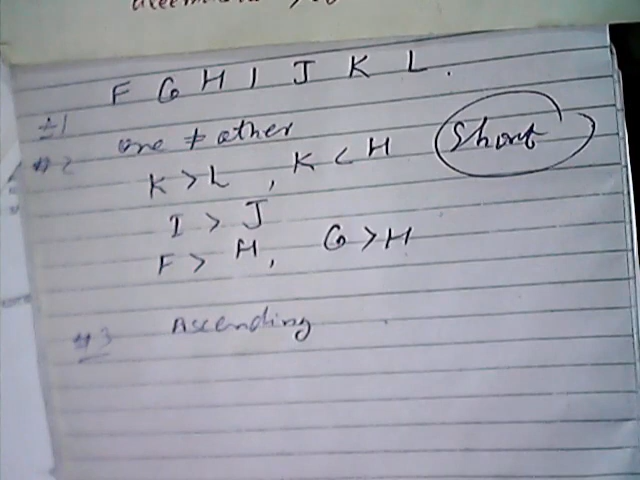 F G H I J K L .
#1
#2 one ≠ other
K > L , K < H
Short
I > J
F > H, G > H
#3 Ascending